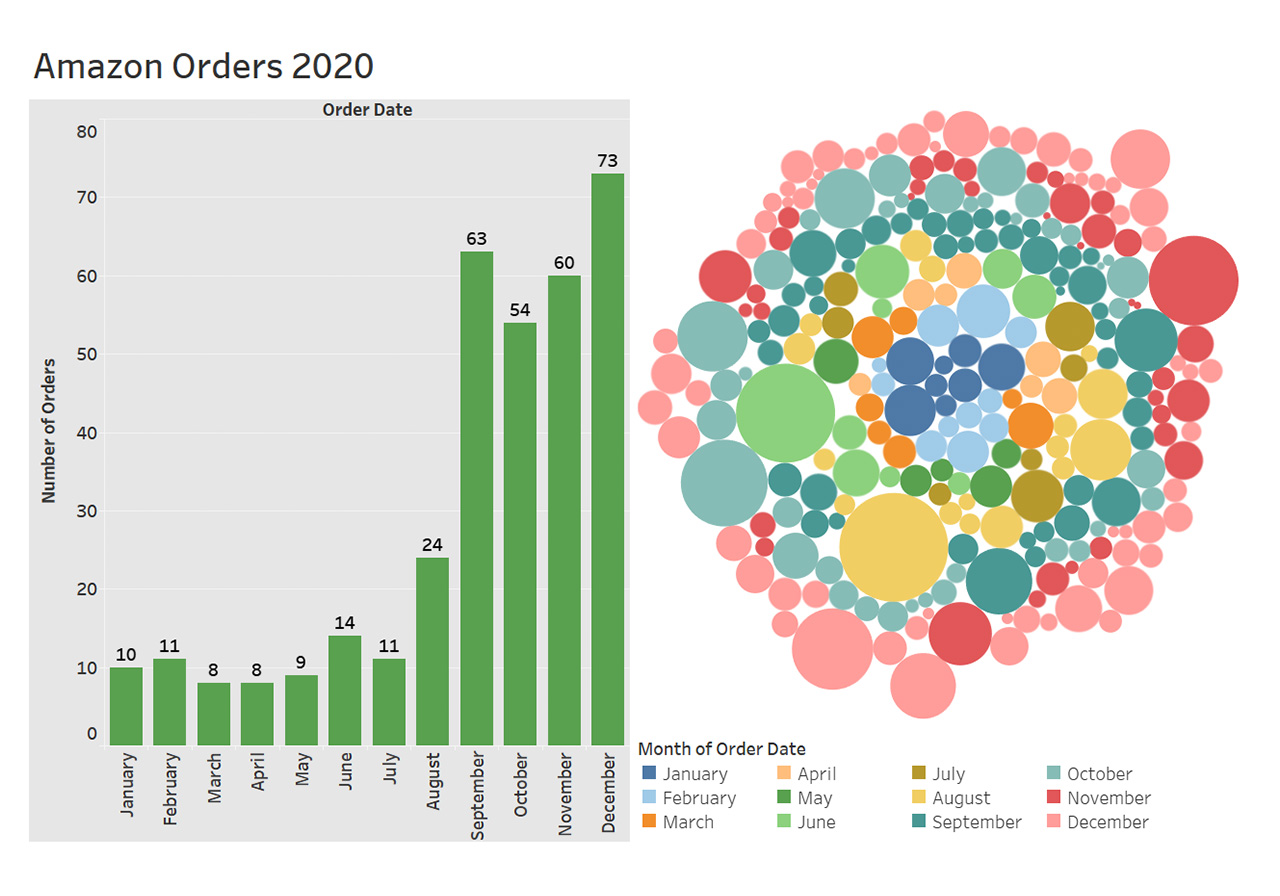 Amazon Orders 2020
Order Date
80
70
60
50
40
30
20
10
0
Number of Orders
10
11
8
8
9
14
11
24
63
54
60
73
January
February
March
April
May
June
July
August
September
October
November
December
Month of Order Date
January April July October
February May August November
March June September December